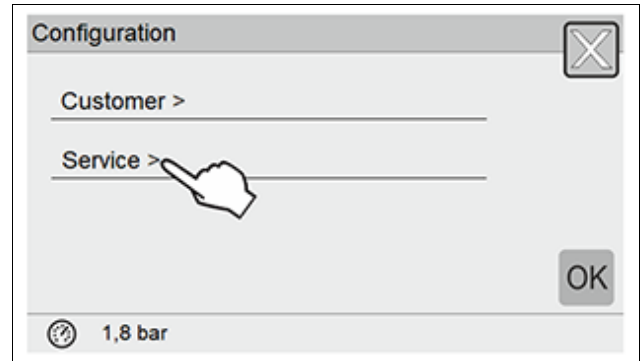 Configuration
X
Customer >
Service >
OK
1,8 bar